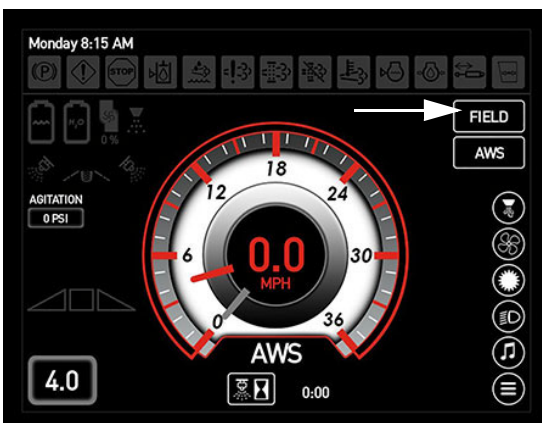 Monday 8:15 AM
(P)
STOP
H₂O
0 %
FIELD
AWS
AGITATION
0 PSI
0
6
12
18
24
30
36
0.0
MPH
AWS
4.0
0:00